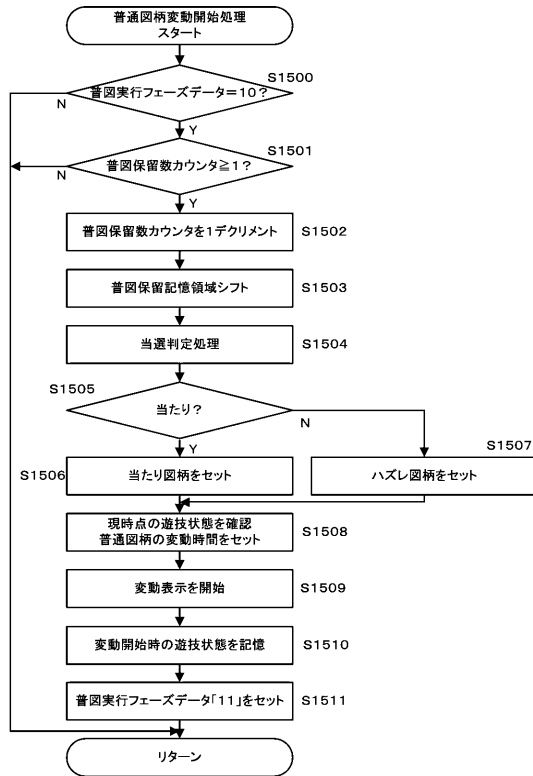 普通図柄変動開始処理
スタート
S1500
普図実行フェーズデータ=10?
N
Y
S1501
普図保留数カウンタ≧1?
N
Y
普図保留数カウンタを1デクリメント
S1502
普図保留記憶領域シフト
S1503
当選判定処理
S1504
S1505
当たり?
N
Y
S1506
当たり図柄をセット
S1507
ハズレ図柄をセット
現時点の遊技状態を確認
普通図柄の変動時間をセット
S1508
変動表示を開始
S1509
変動開始時の遊技状態を記憶
S1510
普図実行フェーズデータ「11」をセット
S1511
リターン